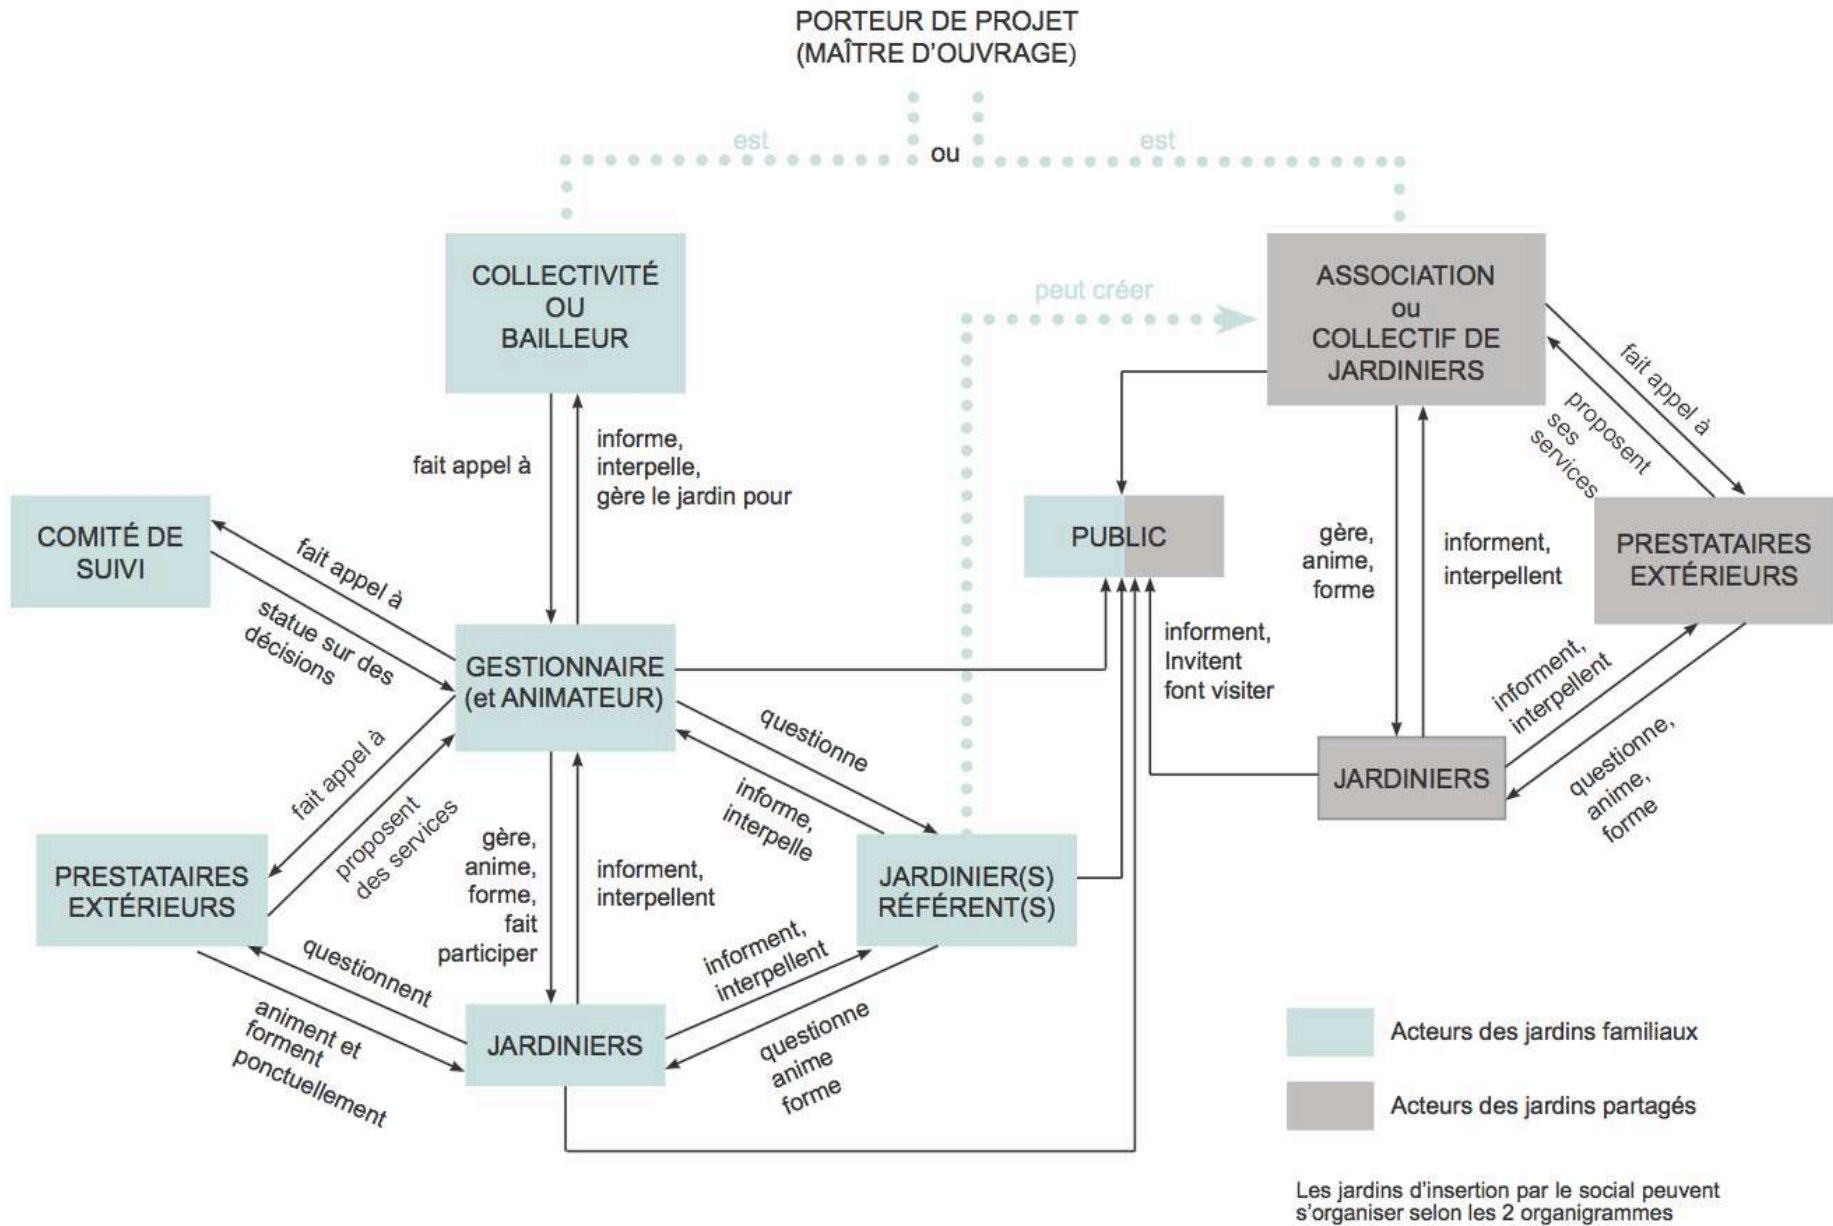 PORTEUR DE PROJET
(MAÎTRE D'OUVRAGE)
est
ou
est
COLLECTIVITÉ
OU
BAILLEUR
peut créer
ASSOCIATION
ou
COLLECTIF DE
JARDINIERS
fait appel à
proposent
ses
services
fait appel à
informe,
interpelle,
gère le jardin pour
COMITÉ DE
SUIVI
fait appel à
statue sur des
décisions
PUBLIC
gère,
anime,
forme
informent,
interpellent
PRESTATAIRES
EXTÉRIEURS
GESTIONNAIRE
(et ANIMATEUR)
informent,
Invitent
font visiter
informent,
interpellent
questionne,
anime,
forme
JARDINIERS
questionne
informe,
interpelle
fait appel à
proposent
des services
gère,
anime,
forme,
fait
participer
informent,
interpellent
PRESTATAIRES
EXTÉRIEURS
JARDINIER(S)
RÉFÉRENT(S)
questionnent
animent et
forment
ponctuellement
informent,
interpellent
questionne
anime
forme
JARDINIERS
Acteurs des jardins familiaux
Acteurs des jardins partagés
Les jardins d'insertion par le social peuvent
s'organiser selon les 2 organigrammes